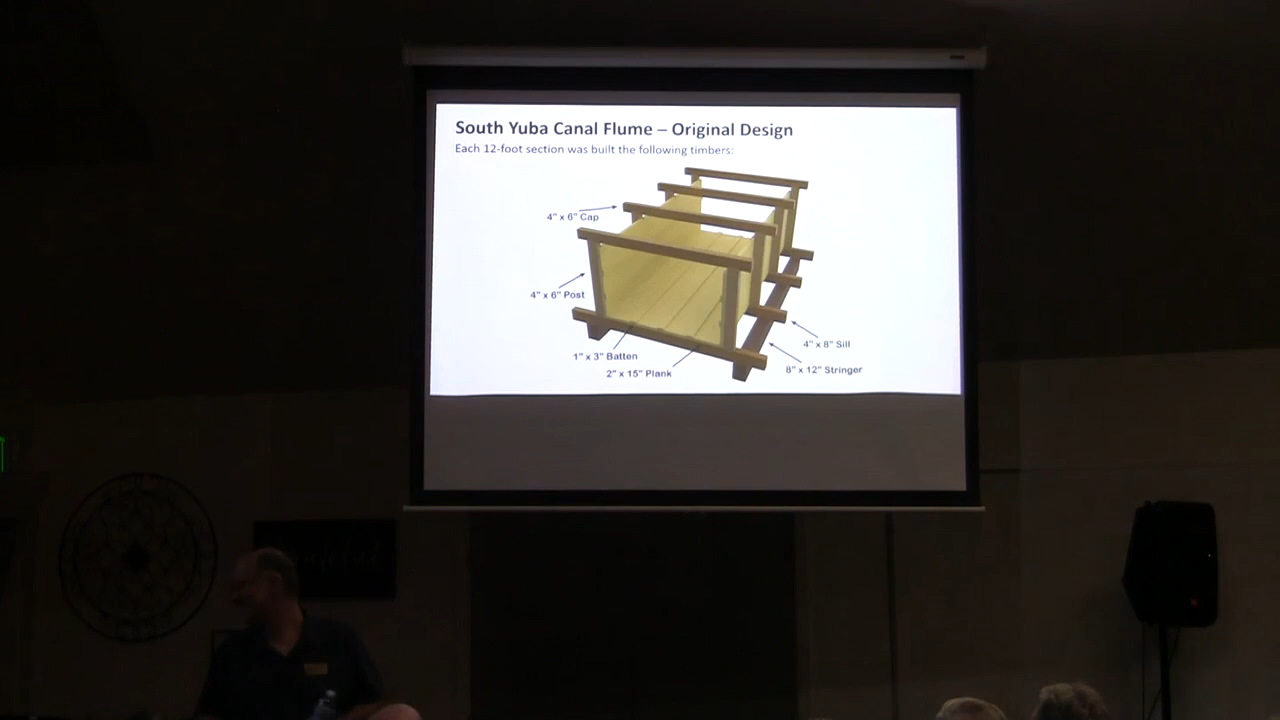 South Yuba Canal Flume – Original Design
Each 12-foot section was built the following timbers:
4" x 6" Cap
4" x 6" Post
1" x 3" Batten
2" x 15" Plank
4" x 8" Sill
8" x 12" Stringer